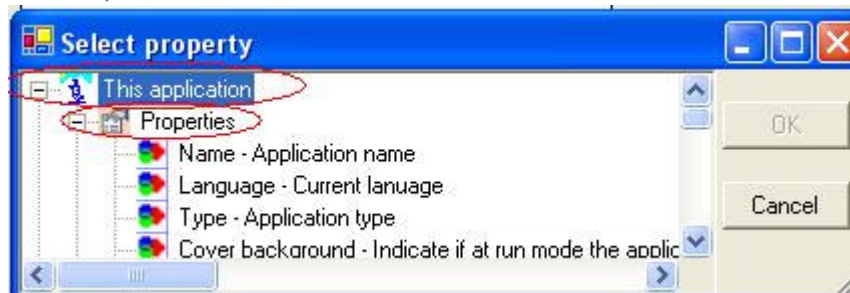 Select property
This application
Properties
OK
Name - Application name
Language - Current lanuage
Type - Application type
Cancel
Cover background - Indicate if at run mode the applic